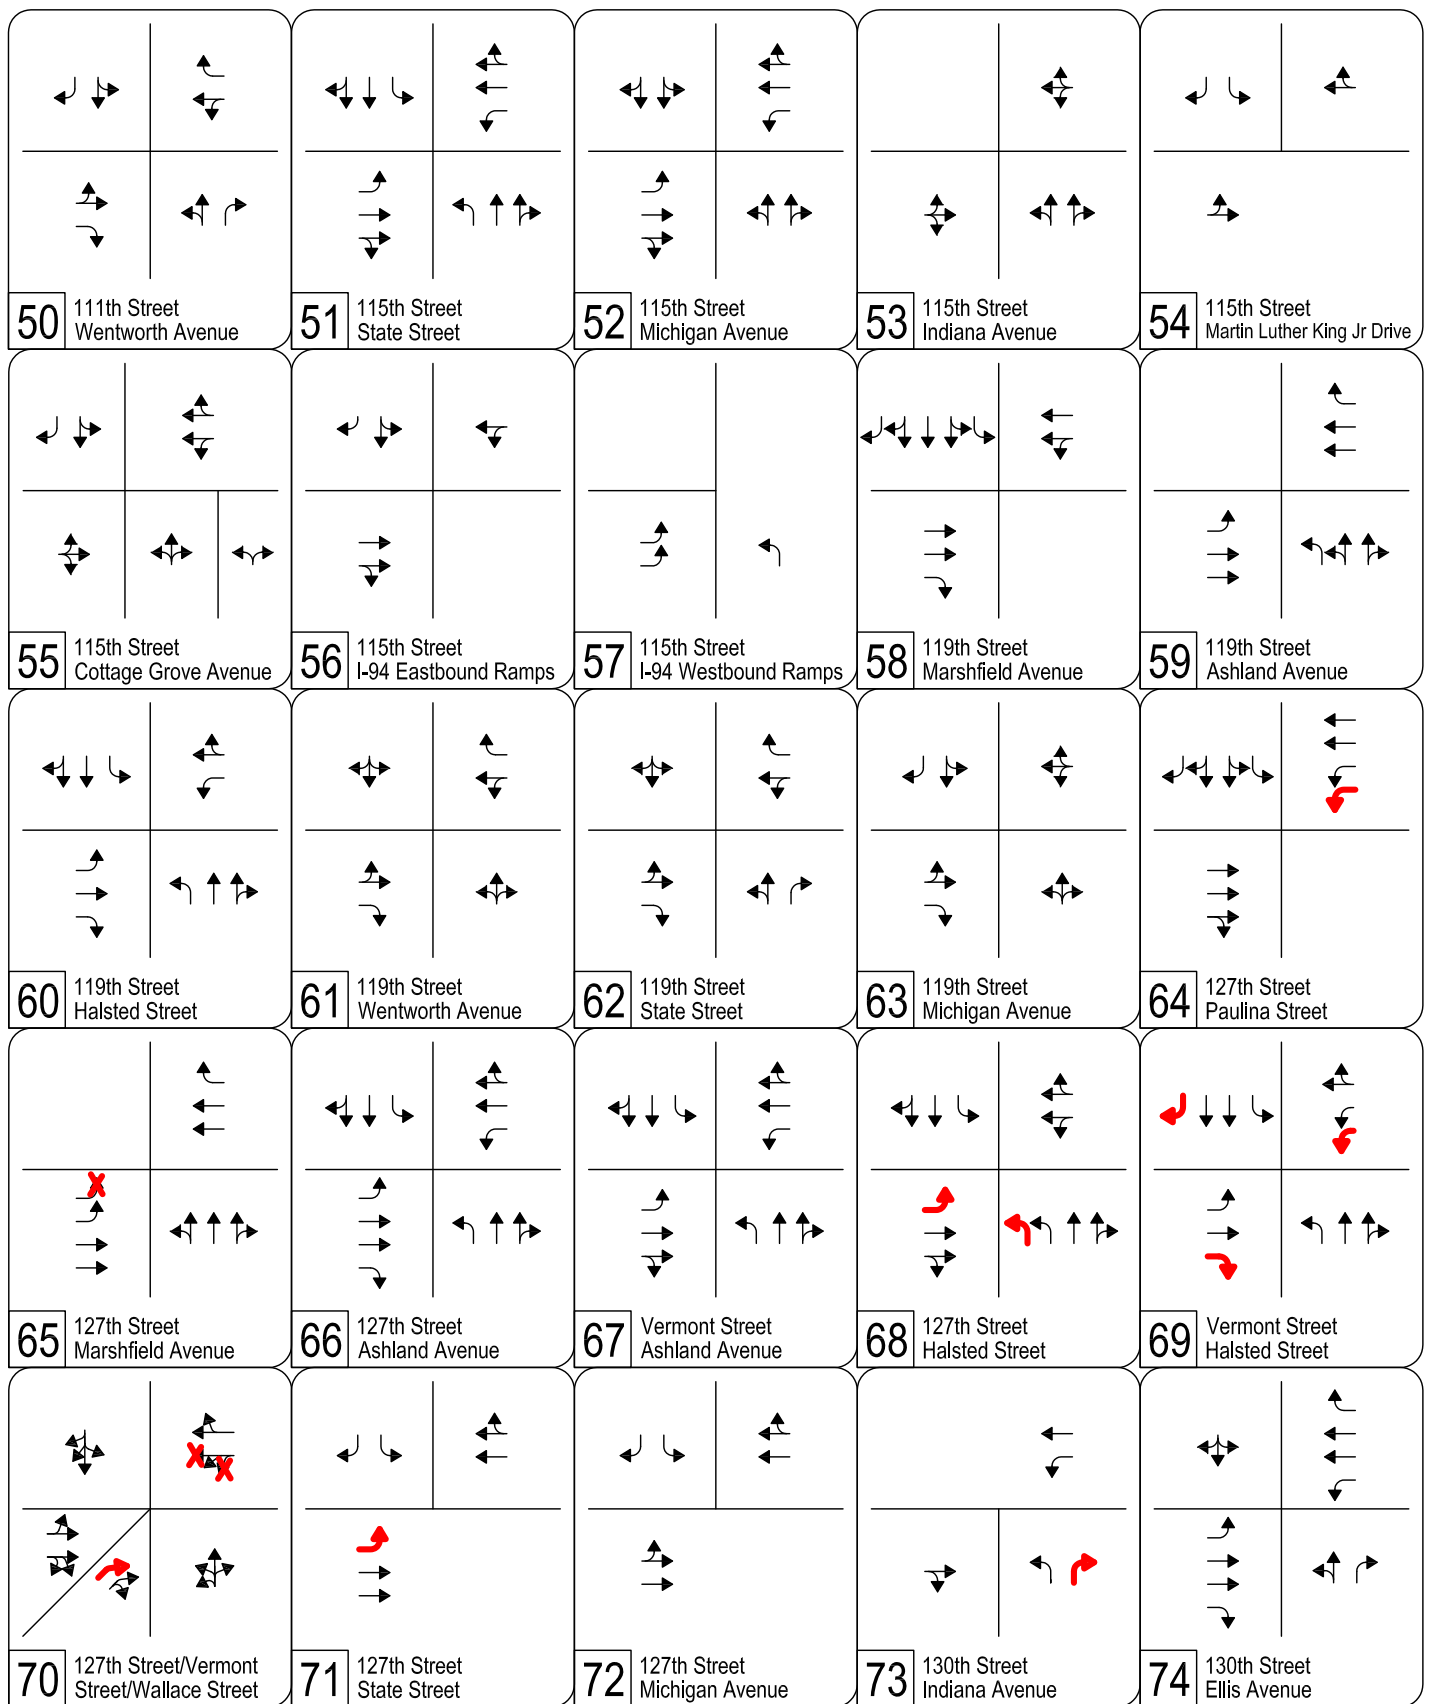 50 111th Street
Wentworth Avenue
51 115th Street
State Street
52 115th Street
Michigan Avenue
53 115th Street
Indiana Avenue
54 115th Street
Martin Luther King Jr Drive
55 115th Street
Cottage Grove Avenue
56 115th Street
I-94 Eastbound Ramps
57 115th Street
I-94 Westbound Ramps
58 119th Street
Marshfield Avenue
59 119th Street
Ashland Avenue
60 119th Street
Halsted Street
61 119th Street
Wentworth Avenue
62 119th Street
State Street
63 119th Street
Michigan Avenue
64 127th Street
Paulina Street
65 127th Street
Marshfield Avenue
66 127th Street
Ashland Avenue
67 Vermont Street
Ashland Avenue
68 127th Street
Halsted Street
69 Vermont Street
Halsted Street
70 127th Street/Vermont
Street/Wallace Street
71 127th Street
State Street
72 127th Street
Michigan Avenue
73 130th Street
Indiana Avenue
74 130th Street
Ellis Avenue